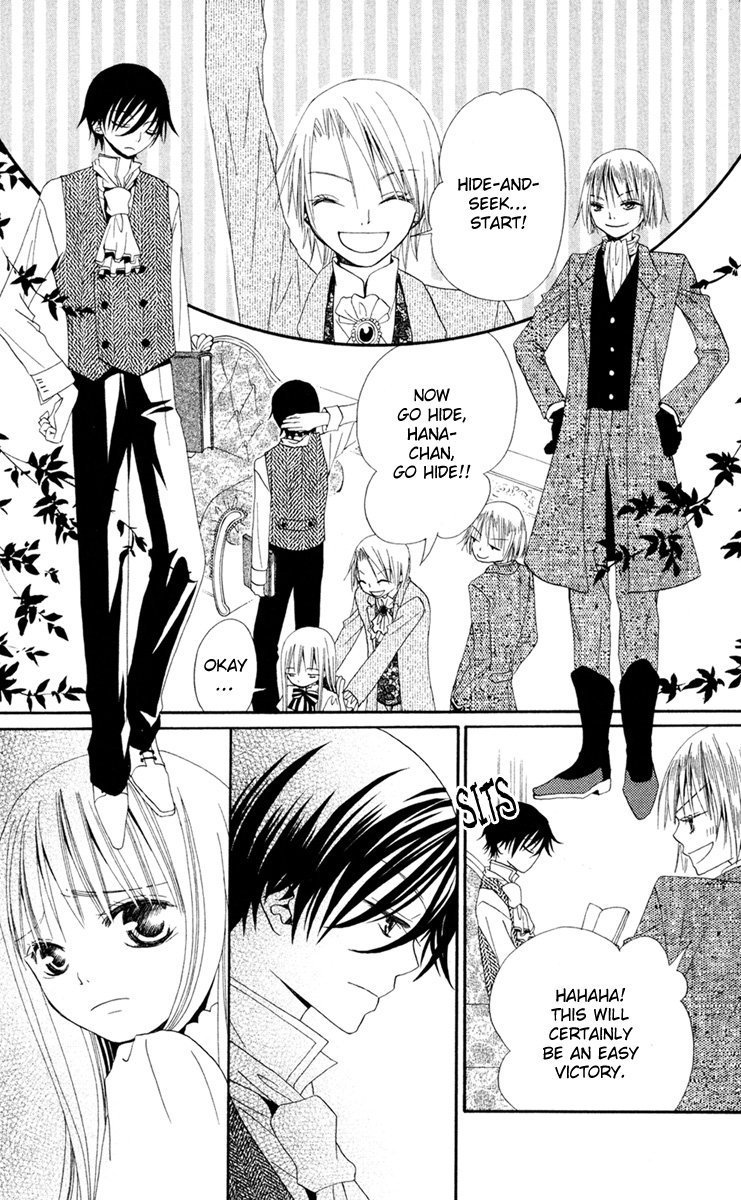 HIDE-AND-
SEEK...
START!
NOW
GO HIDE,
HANA-
CHAN,
GO HIDE!!
OKAY
...
SITS
HAHAHA!
THIS WILL
CERTAINLY
BE AN EASY
VICTORY.